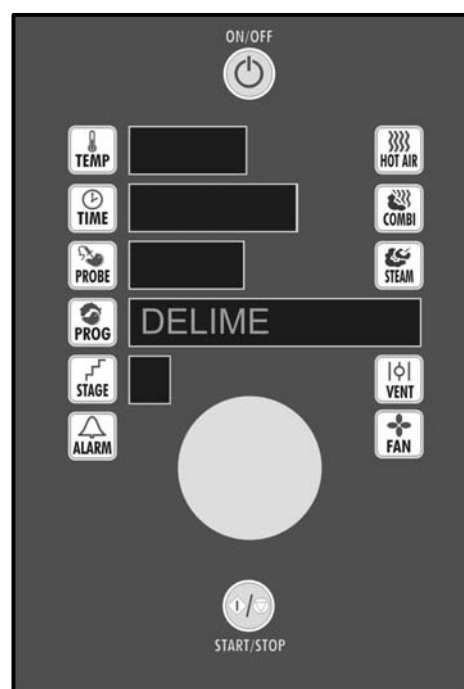 ON/OFF
TEMP
HOT AIR
TIME
COMBI
PROBE
STEAM
PROG
DELIME
STAGE
VENT
ALARM
FAN
START/STOP